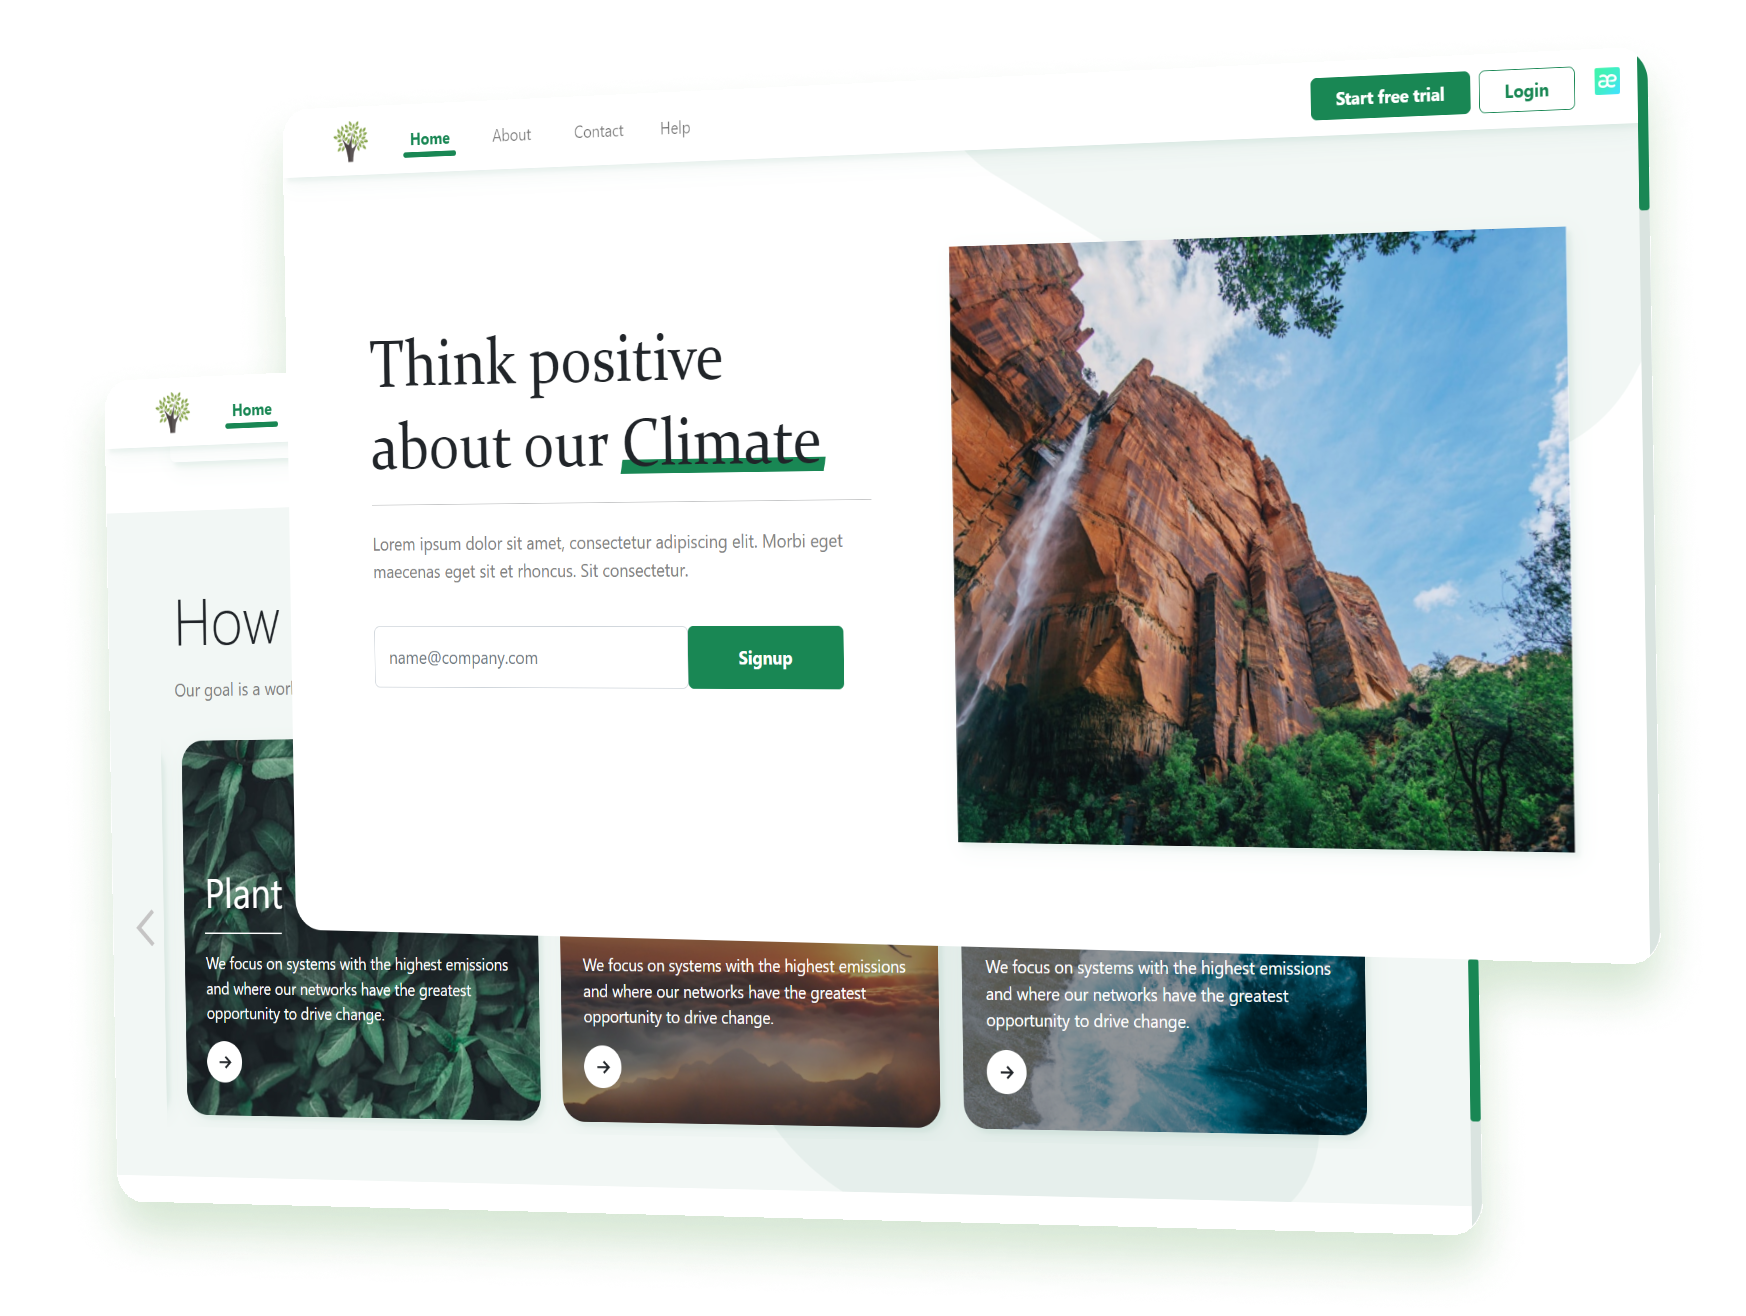 Home
About
Contact
Help
Start free trial
Login
æ
Think positive
about our Climate
Lorem ipsum dolor sit amet, consectetur adipiscing elit. Morbi eget
maecenas eget sit et rhoncus. Sit consectetur.
name@company.com
Signup
Home
How
Our goal is a
Plant
We focus on systems with the highest emissions
and where our networks have the greatest
opportunity to drive change.
We focus on systems with the highest emissions
and where our networks have the greatest
opportunity to drive change.
We focus on systems with the highest emissions
and where our networks have the greatest
opportunity to drive change.